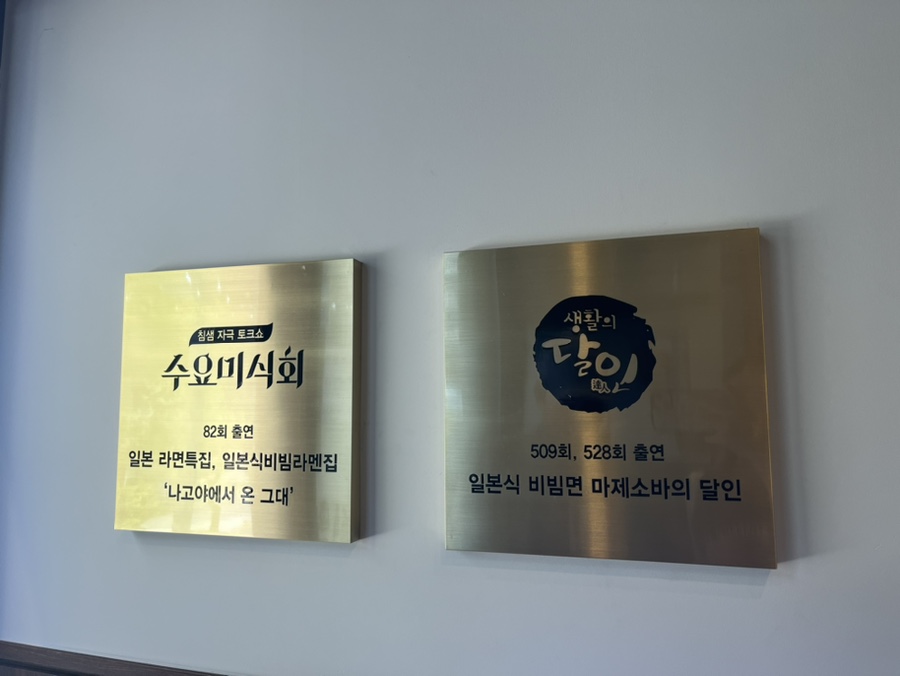 침샘 자극 토크쇼
수요미식회
82회 출연
일본 라면특집, 일본식비빔라멘집
'나고야에서 온 그대'
생활의
달인
達人
509회, 528회 출연
일본식 비빔면 마제소바의 달인